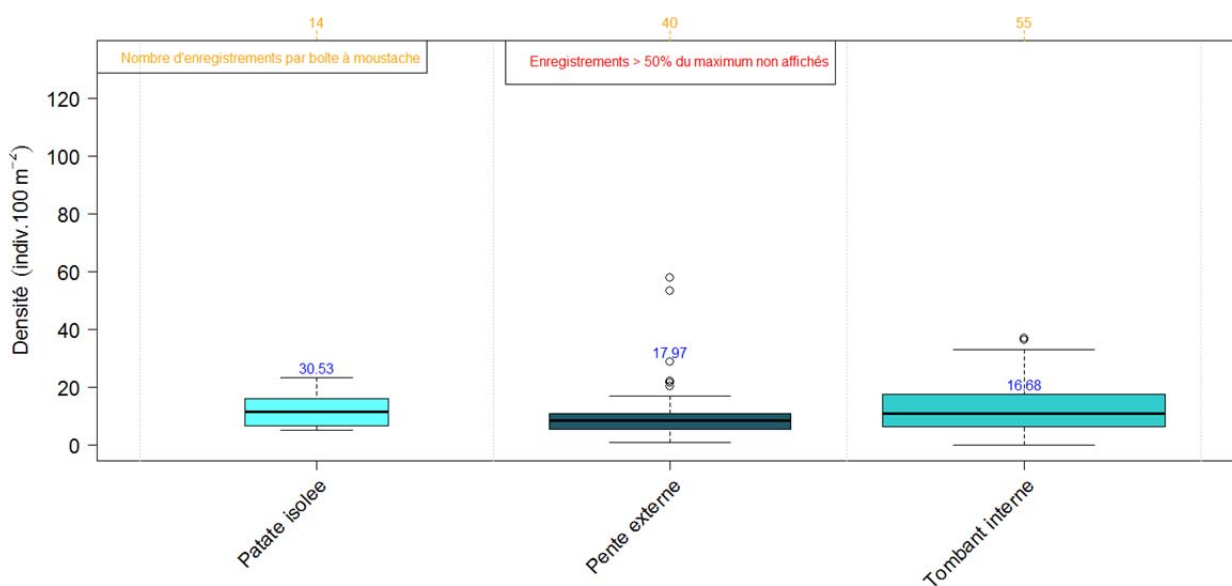 14 40 55
Nombre d'enregistrements par boîte à moustache
Enregistrements > 50% du maximum non affichés
Densité (indiv.100 m⁻²)
120
100
80
60
40
20
0
30.53
17.97
16.68
Patate isolee
Pente externe
Tombant interne